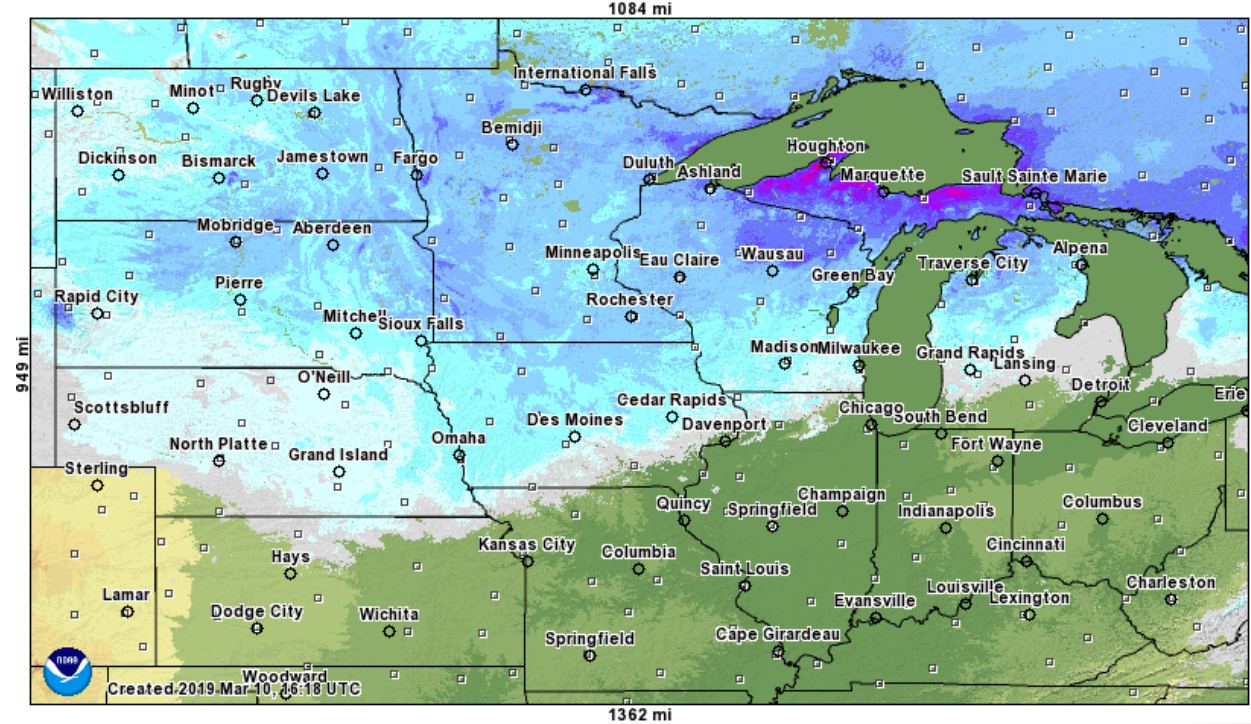 1084 mi
International Falls
Williston
Minot
Rugby
Devils Lake
Bemidji
Houghton
Dickinson
Bismarck
Jamestown
Fargo
Duluth
Ashland
Marquette
Sault Sainte Marie
Mobridge
Aberdeen
Minneapolis
Eau Claire
Wausau
Green Bay
Traverse City
Alpena
Rapid City
Pierre
Rochester
Mitchell
Sioux Falls
Madison
Milwaukee
Grand Rapids
Lansing
949 mi
O'Neill
Detroit
Erie
Scottsbluff
Cedar Rapids
Chicago
South Bend
Des Moines
Davenport
Cleveland
North Platte
Grand Island
Omaha
Fort Wayne
Sterling
Quincy
Springfield
Champaign
Indianapolis
Columbus
Hays
Kansas City
Columbia
Cincinnati
Saint Louis
Lamar
Dodge City
Wichita
Evansville
Louisville
Lexington
Charleston
Springfield
Cape Girardeau
NOAA
Woodward
Created 2019 Mar 10, 16:18 UTC
1362 mi